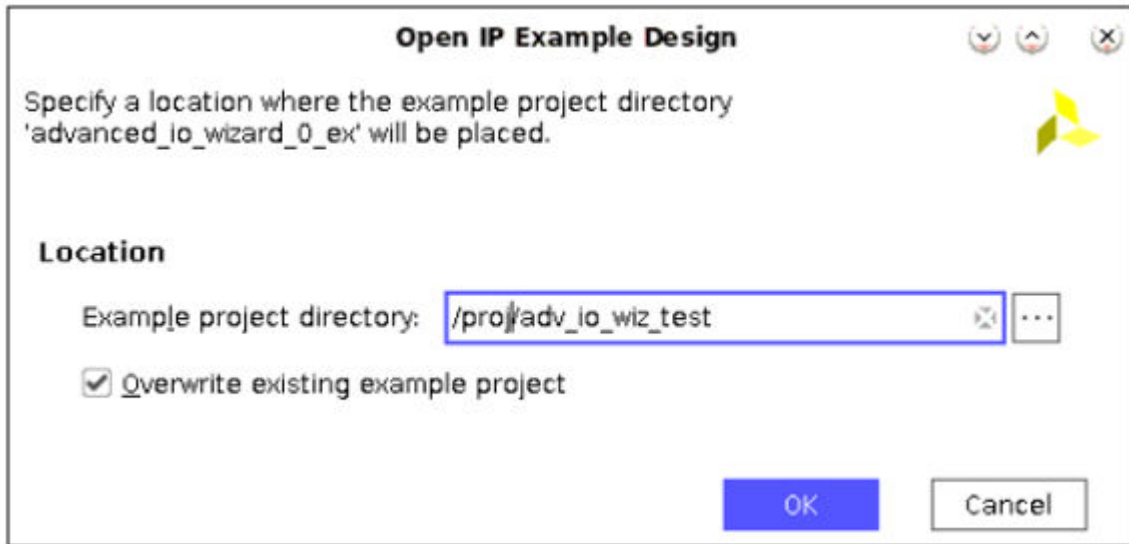 Open IP Example Design
Specify a location where the example project directory
'advanced_io_wizard_0_ex' will be placed.
Location
Example project directory: /proj/adv_io_wiz_test ...
Overwrite existing example project
OK Cancel